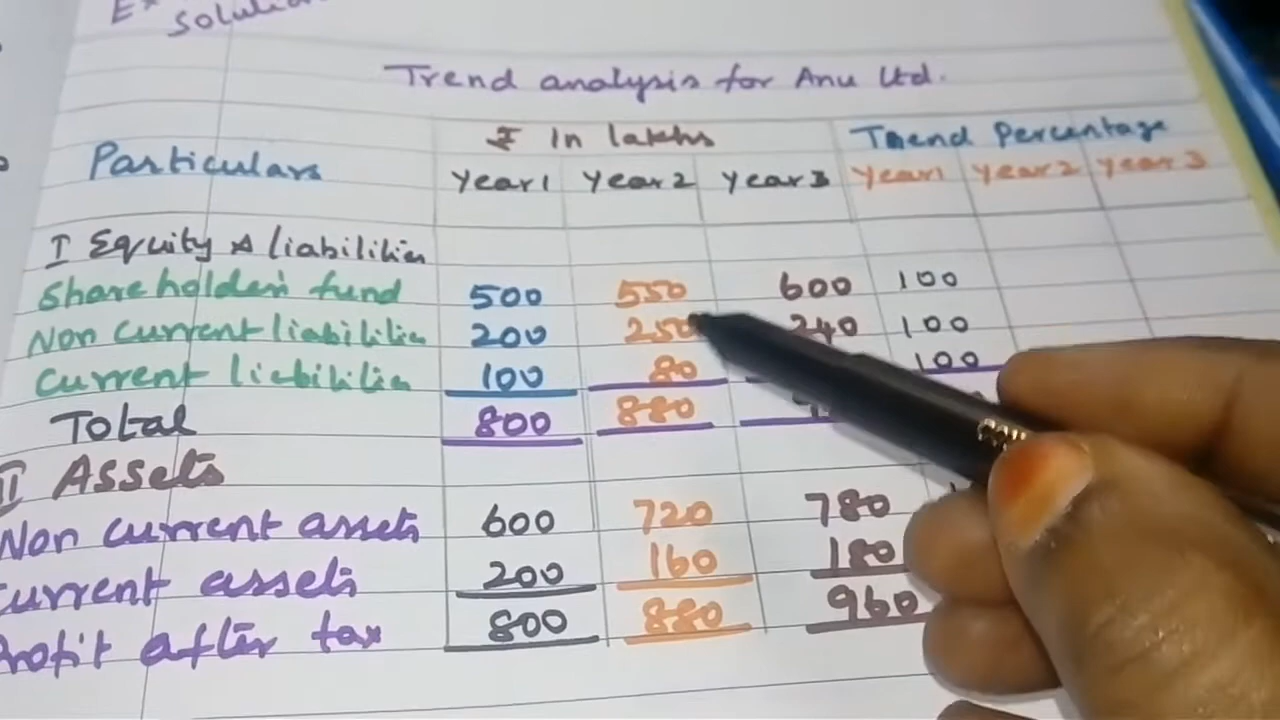 Solution
Trend analysis for Anu Ltd.
Particulars ₹ In lakhs Trend Percentage
Year1 Year2 Year3 Year1 Year2 Year3
I Equity & liabilities
Shareholder's fund 500 550 600 100
Non Current liabilities 200 250 240 100
Current liabilities 100 80 100
Total 800 880
II Assets
Non current assets 600 720 780
Current assets 200 160 180
Profit after tax 800 880 960